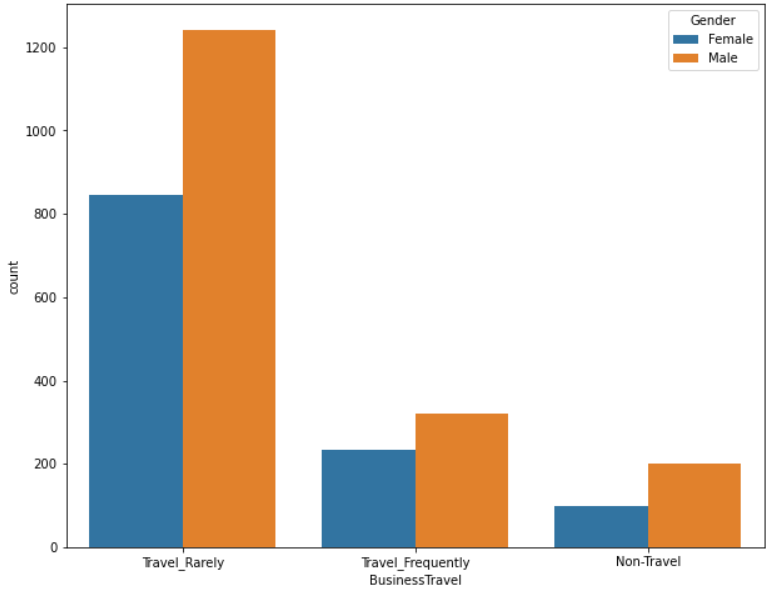 Gender
Female
Male
1200
1000
800
600
400
200
0
count
Travel_Rarely
Travel_Frequently
Non-Travel
BusinessTravel